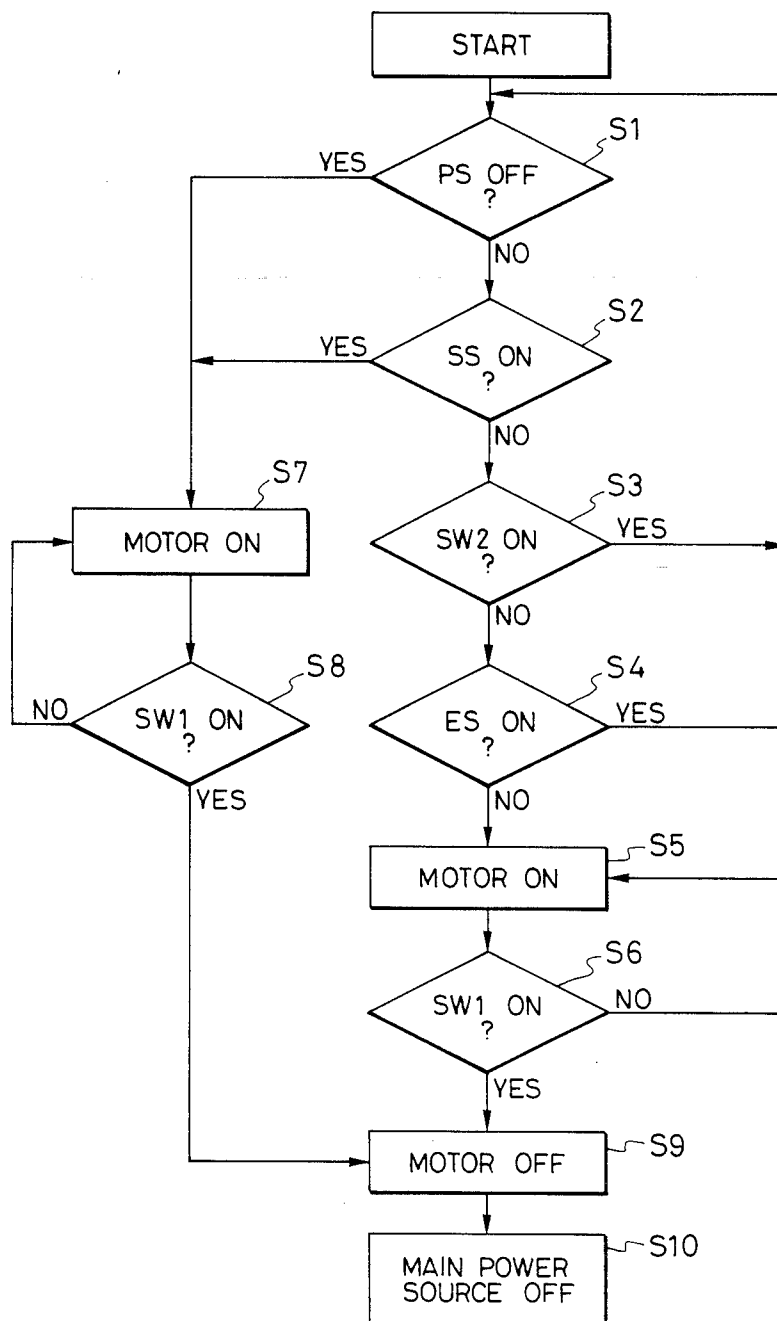 START
S1
YES
PS OFF
?
NO
S2
YES
SS ON
?
NO
S7
S3
MOTOR ON
SW2 ON
?
YES
NO
S8
S4
NO
SW1 ON
?
YES
ES ON
?
YES
NO
S5
MOTOR ON
S6
SW1 ON
?
NO
YES
S9
MOTOR OFF
S10
MAIN POWER
SOURCE OFF